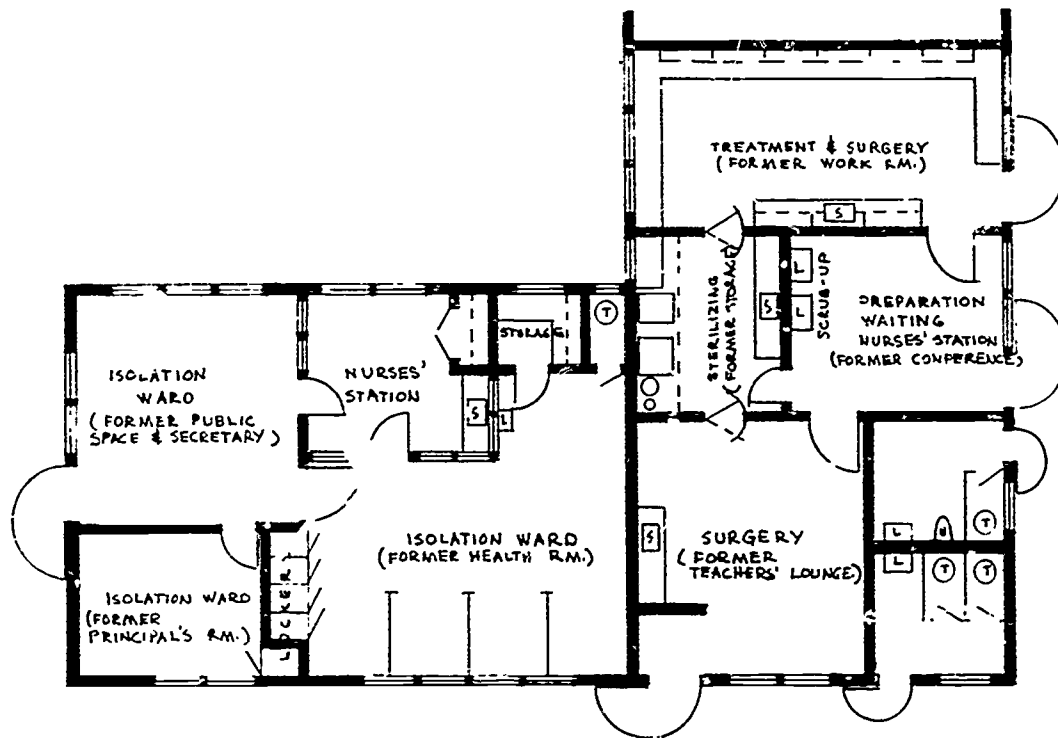 TREATMENT & SURGERY
(FORMER WORK RM.)
S
L
L
SCRUB-UP
S
STERILIZING
(FORMER STORAGE)
PREPARATION
WAITING
NURSES' STATION
(FORMER CONFERENCE)
STORAGE
T
ISOLATION
WARD
(FORMER PUBLIC
SPACE & SECRETARY)
NURSES'
STATION
S
L
ISOLATION WARD
(FORMER HEALTH RM.)
S
SURGERY
(FORMER
TEACHERS' LOUNGE)
L
U
T
L
T
T
ISOLATION WARD
(FORMER
PRINCIPAL'S RM.)
LOCKER